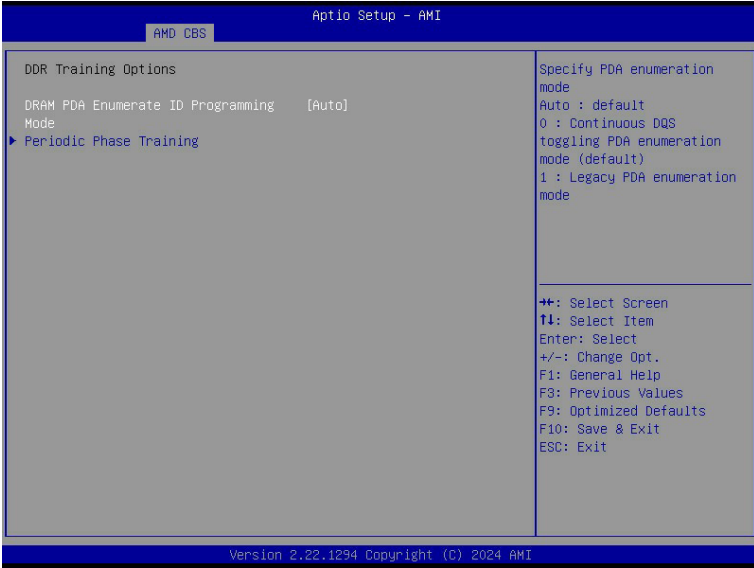 Aptio Setup – AMI
AMD CBS
DDR Training Options
DRAM PDA Enumerate ID Programming [Auto]
Mode
Periodic Phase Training
Specify PDA enumeration
mode
Auto : default
0 : Continuous DQS
toggling PDA enumeration
mode (default)
1 : Legacy PDA enumeration
mode
→←: Select Screen
↑↓: Select Item
Enter: Select
+/-: Change Opt.
F1: General Help
F3: Previous Values
F9: Optimized Defaults
F10: Save & Exit
ESC: Exit
Version 2.22.1294 Copyright (C) 2024 AMI